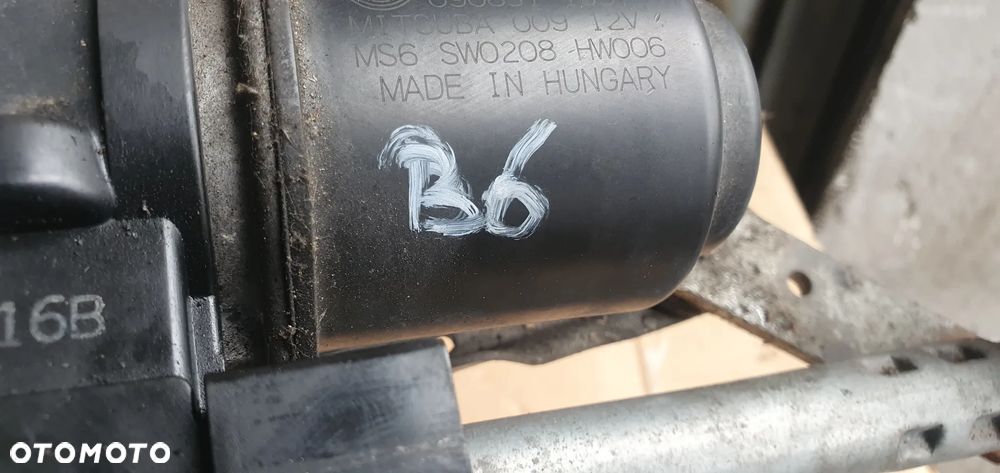 MITSUBA 009 12V
MS6 SW0208 HW006
MADE IN HUNGARY
B6
16B
OTOMOTO